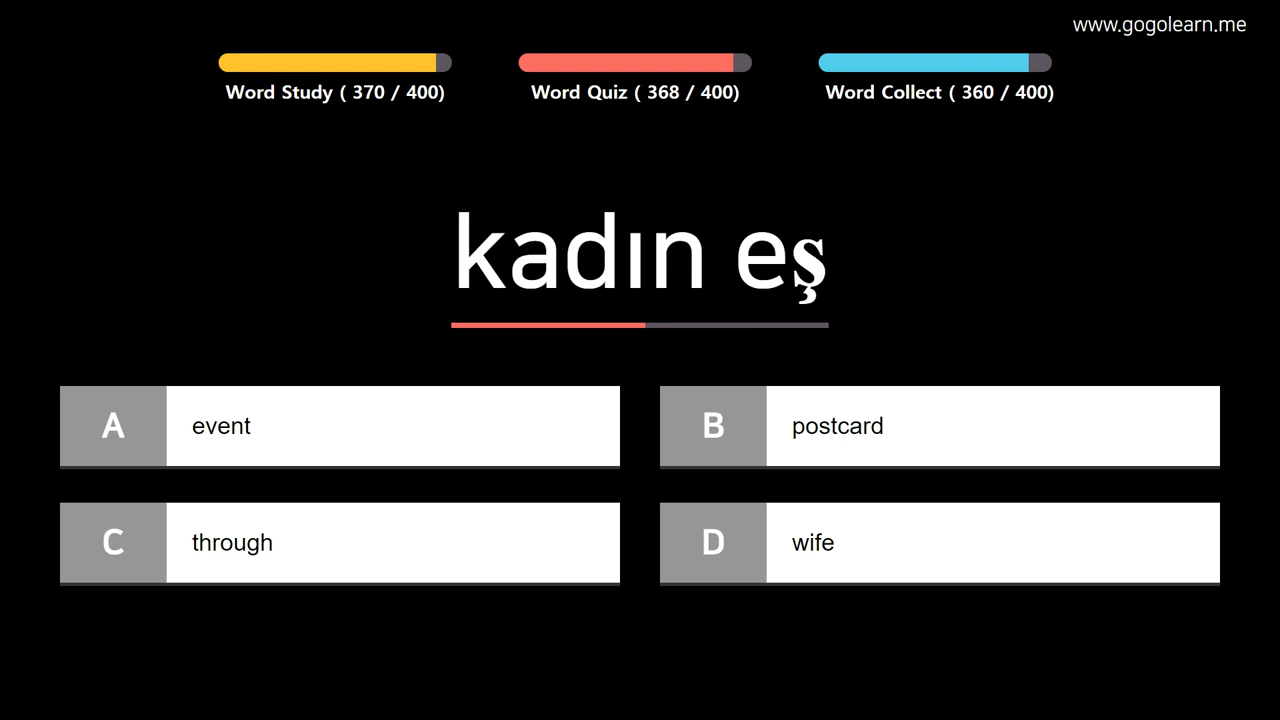 www.gogolearn.me
Word Study ( 370 / 400)
Word Quiz ( 368 / 400)
Word Collect ( 360 / 400)
kadın eş
A event
B postcard
C through
D wife